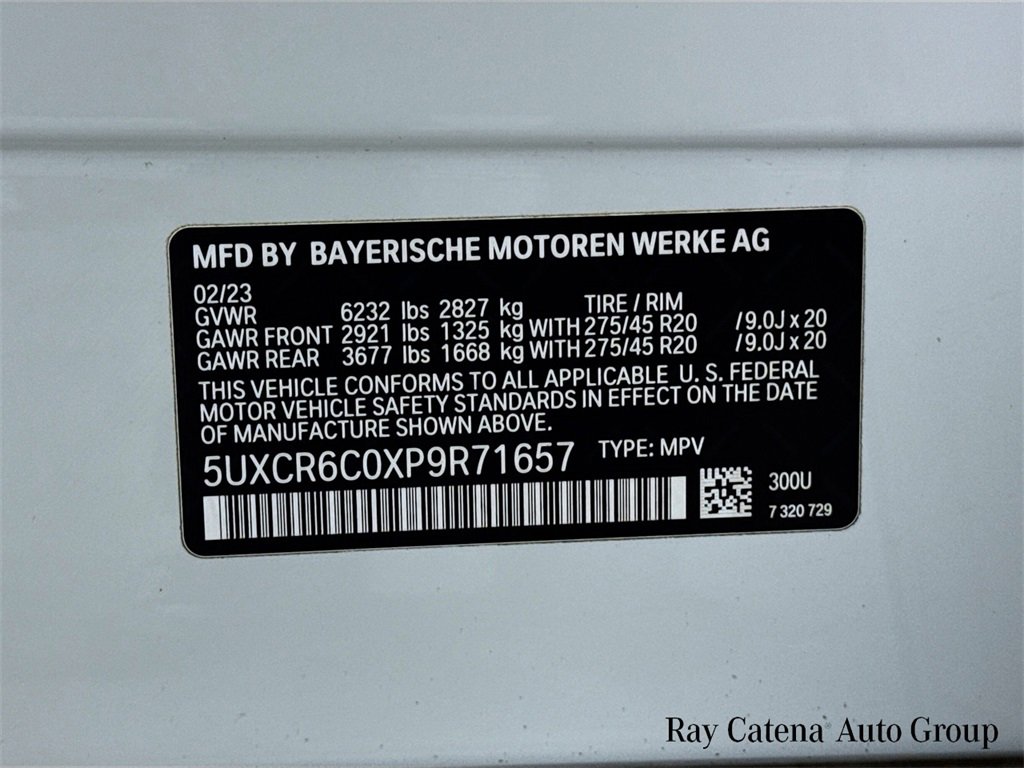 MFD BY BAYERISCHE MOTOREN WERKE AG
02/23
GVWR 6232 lbs 2827 kg TIRE / RIM
GAWR FRONT 2921 lbs 1325 kg WITH 275/45 R20 /9.0J x 20
GAWR REAR 3677 lbs 1668 kg WITH 275/45 R20 /9.0J x 20
THIS VEHICLE CONFORMS TO ALL APPLICABLE U. S. FEDERAL
MOTOR VEHICLE SAFETY STANDARDS IN EFFECT ON THE DATE
OF MANUFACTURE SHOWN ABOVE.
5UXCR6C0XP9R71657 TYPE: MPV
300U
7 320 729
Ray Catena Auto Group